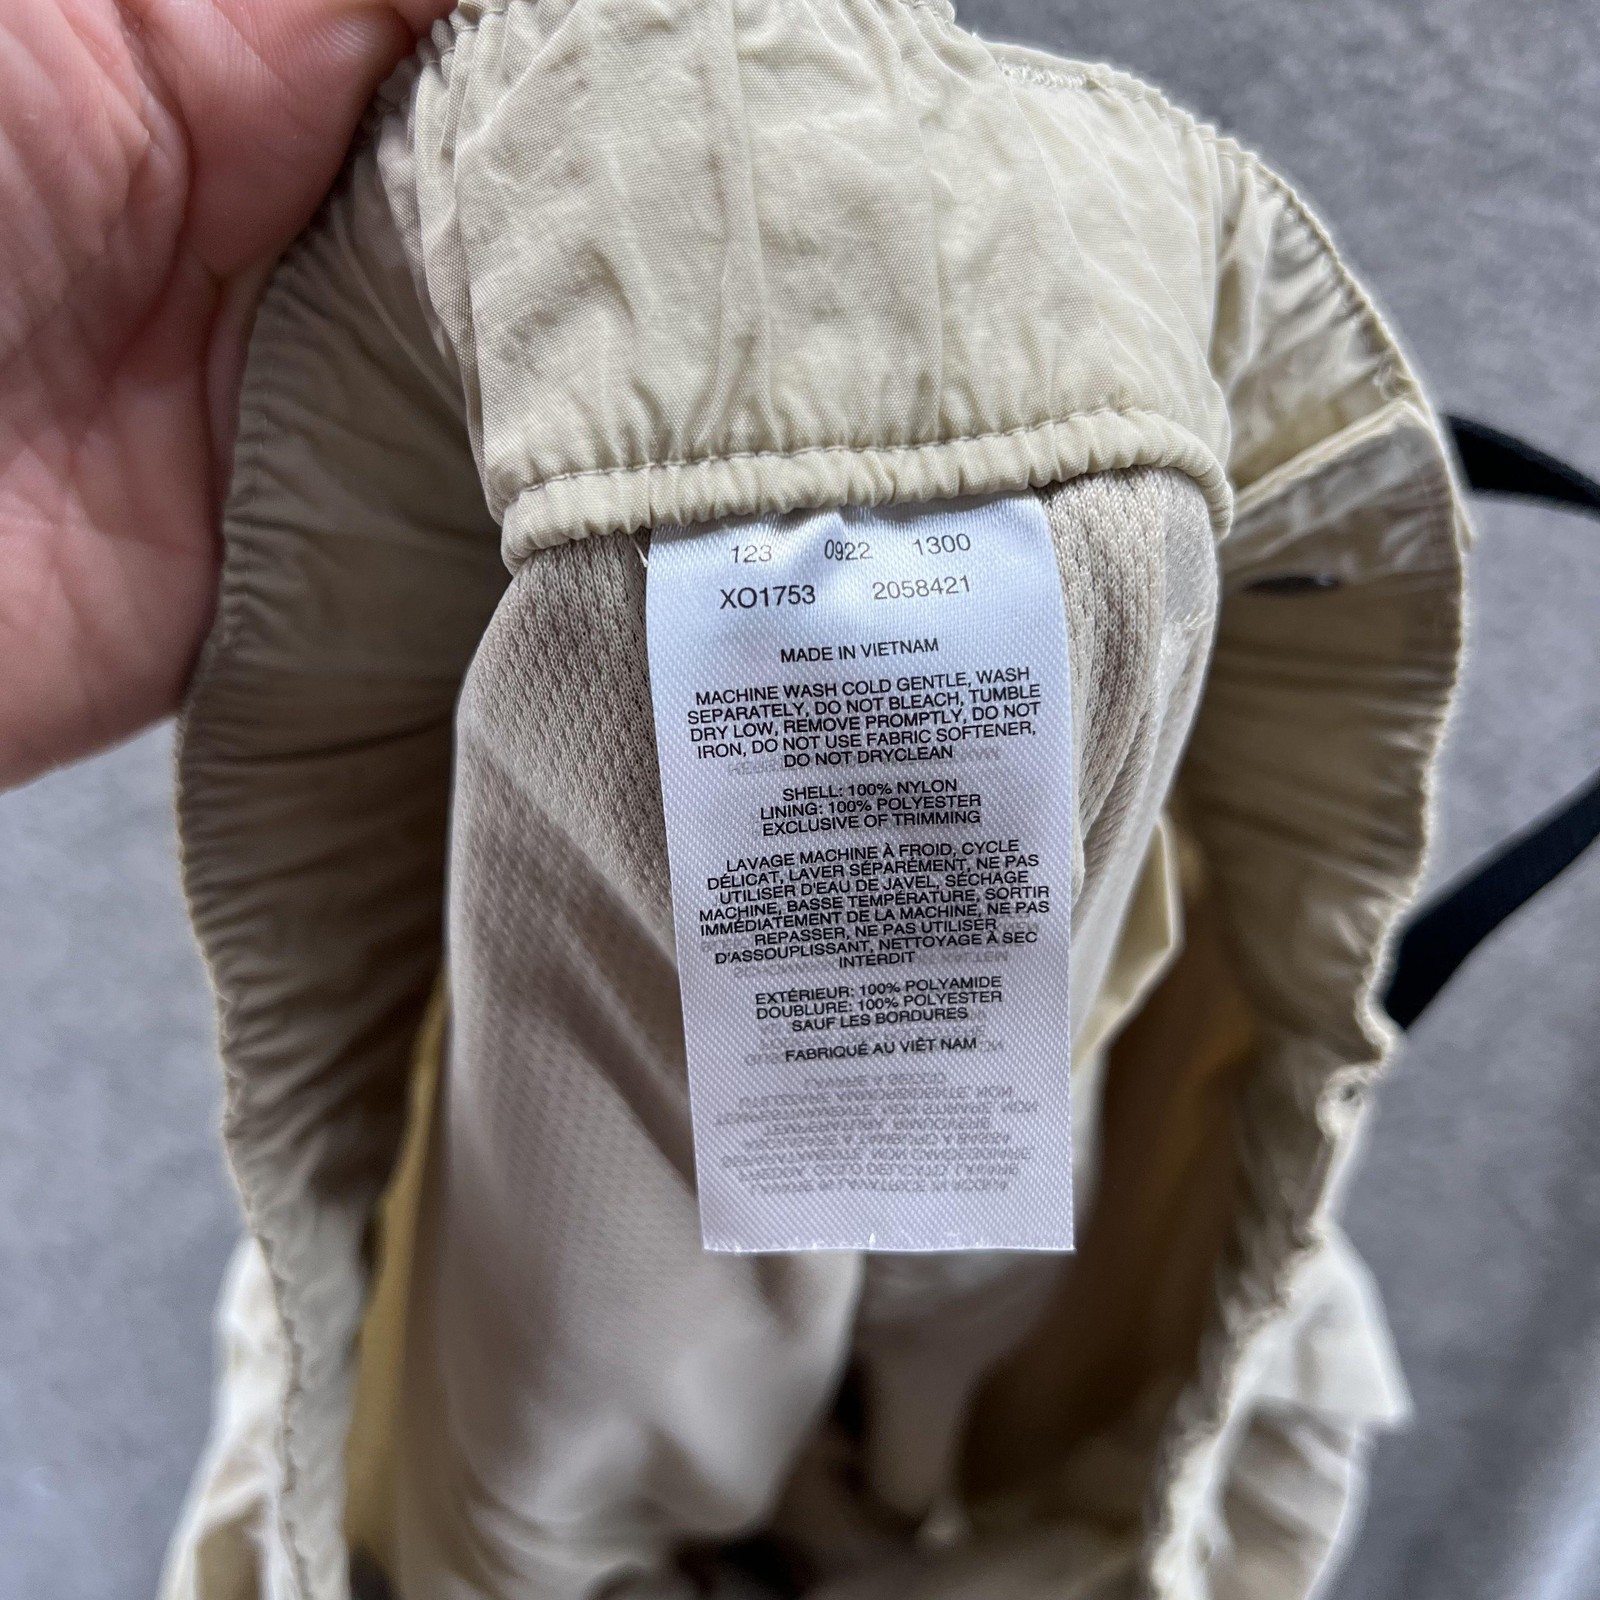 123 0922 1300
XO1753 2058421
MADE IN VIETNAM
MACHINE WASH COLD GENTLE, WASH
SEPARATELY, DO NOT BLEACH, TUMBLE
DRY LOW, REMOVE PROMPTLY, DO NOT
IRON, DO NOT USE FABRIC SOFTENER,
DO NOT DRYCLEAN
SHELL: 100% NYLON
LINING: 100% POLYESTER
EXCLUSIVE OF TRIMMING
LAVAGE MACHINE À FROID, CYCLE
DÉLICAT, LAVER SÉPARÉMENT, NE PAS
UTILISER D'EAU DE JAVEL, SÉCHAGE
MACHINE, BASSE TEMPÉRATURE, SORTIR
IMMÉDIATEMENT DE LA MACHINE, NE PAS
REPASSER, NE PAS UTILISER
D'ASSOUPLISSANT, NETTOYAGE À SEC
INTERDIT
EXTÉRIEUR: 100% POLYAMIDE
DOUBLURE: 100% POLYESTER
SAUF LES BORDURES
FABRIQUÉ AU VIÊT NAM